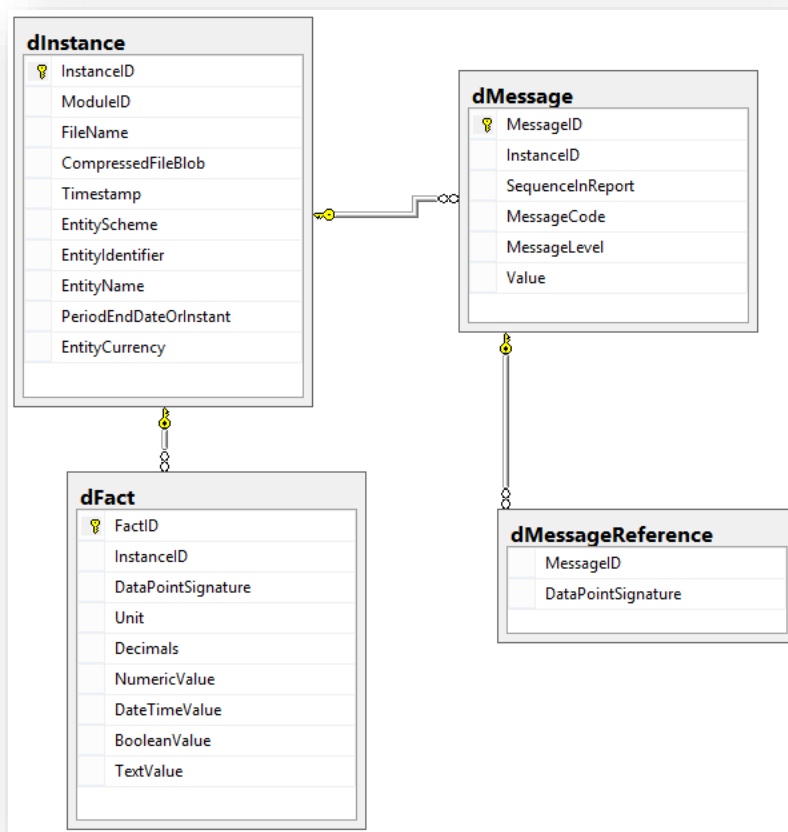 dInstance
InstanceID
ModuleID
FileName
CompressedFileBlob
Timestamp
EntityScheme
EntityIdentifier
EntityName
PeriodEndDateOrInstant
EntityCurrency
dMessage
MessageID
InstanceID
SequenceInReport
MessageCode
MessageLevel
Value
dFact
FactID
InstanceID
DataPointSignature
Unit
Decimals
NumericValue
DateTimeValue
BooleanValue
TextValue
dMessageReference
MessageID
DataPointSignature